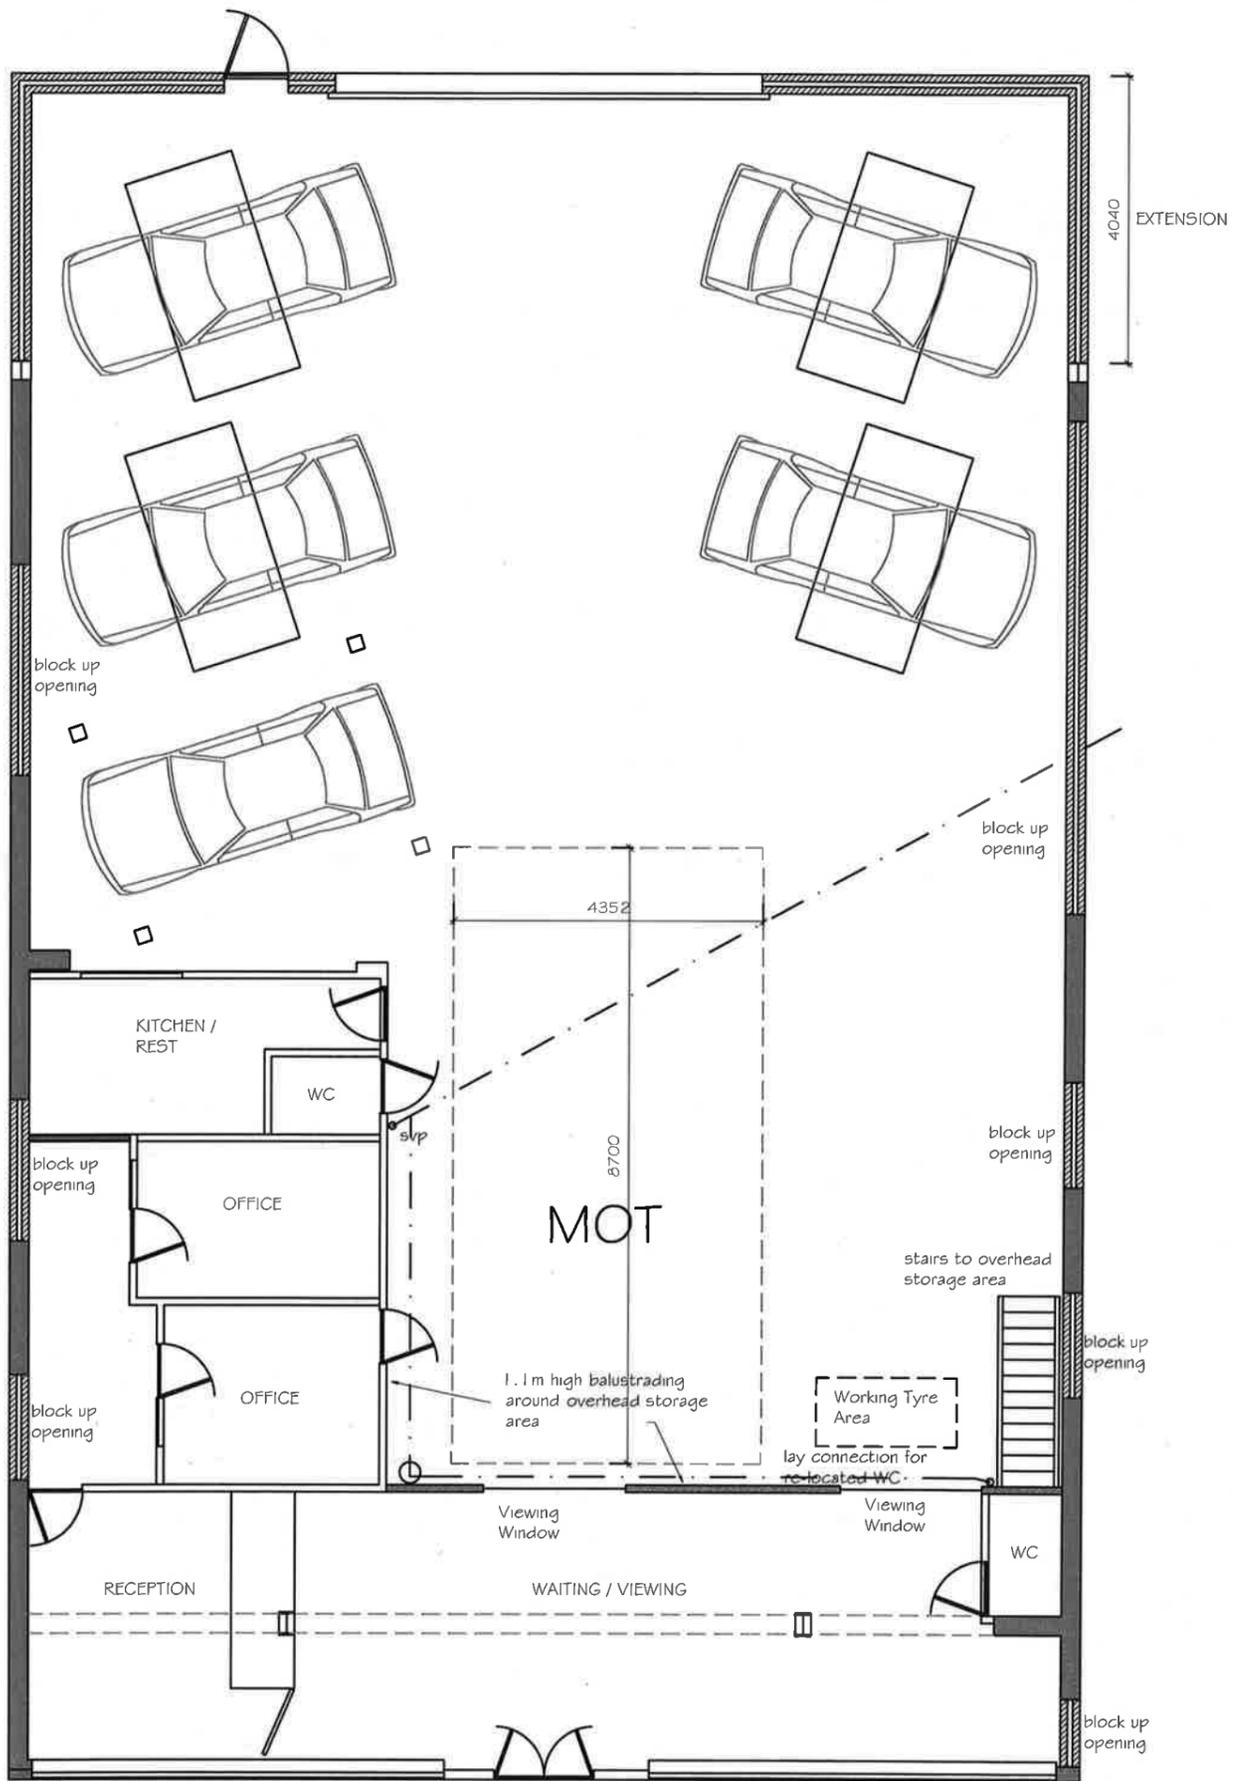 4040
EXTENSION
block up
opening
block up
opening
4352
KITCHEN /
REST
WC
svp
block up
opening
8700
block up
opening
OFFICE
MOT
stairs to overhead
storage area
block up
opening
1.1m high balustrading
around overhead storage
area
Working Tyre
Area
OFFICE
block up
opening
lay connection for
re-located WC
Viewing
Window
Viewing
Window
WC
RECEPTION
WAITING / VIEWING
block up
opening